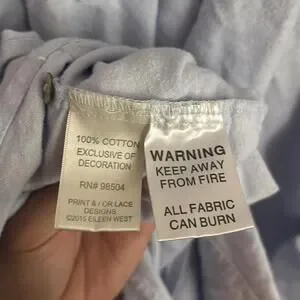 100% COTTON
EXCLUSIVE OF
DECORATION
RN# 98504
PRINT & / OR LACE
DESIGNS
©2015 EILEEN WEST
WARNING
KEEP AWAY
FROM FIRE
ALL FABRIC
CAN BURN